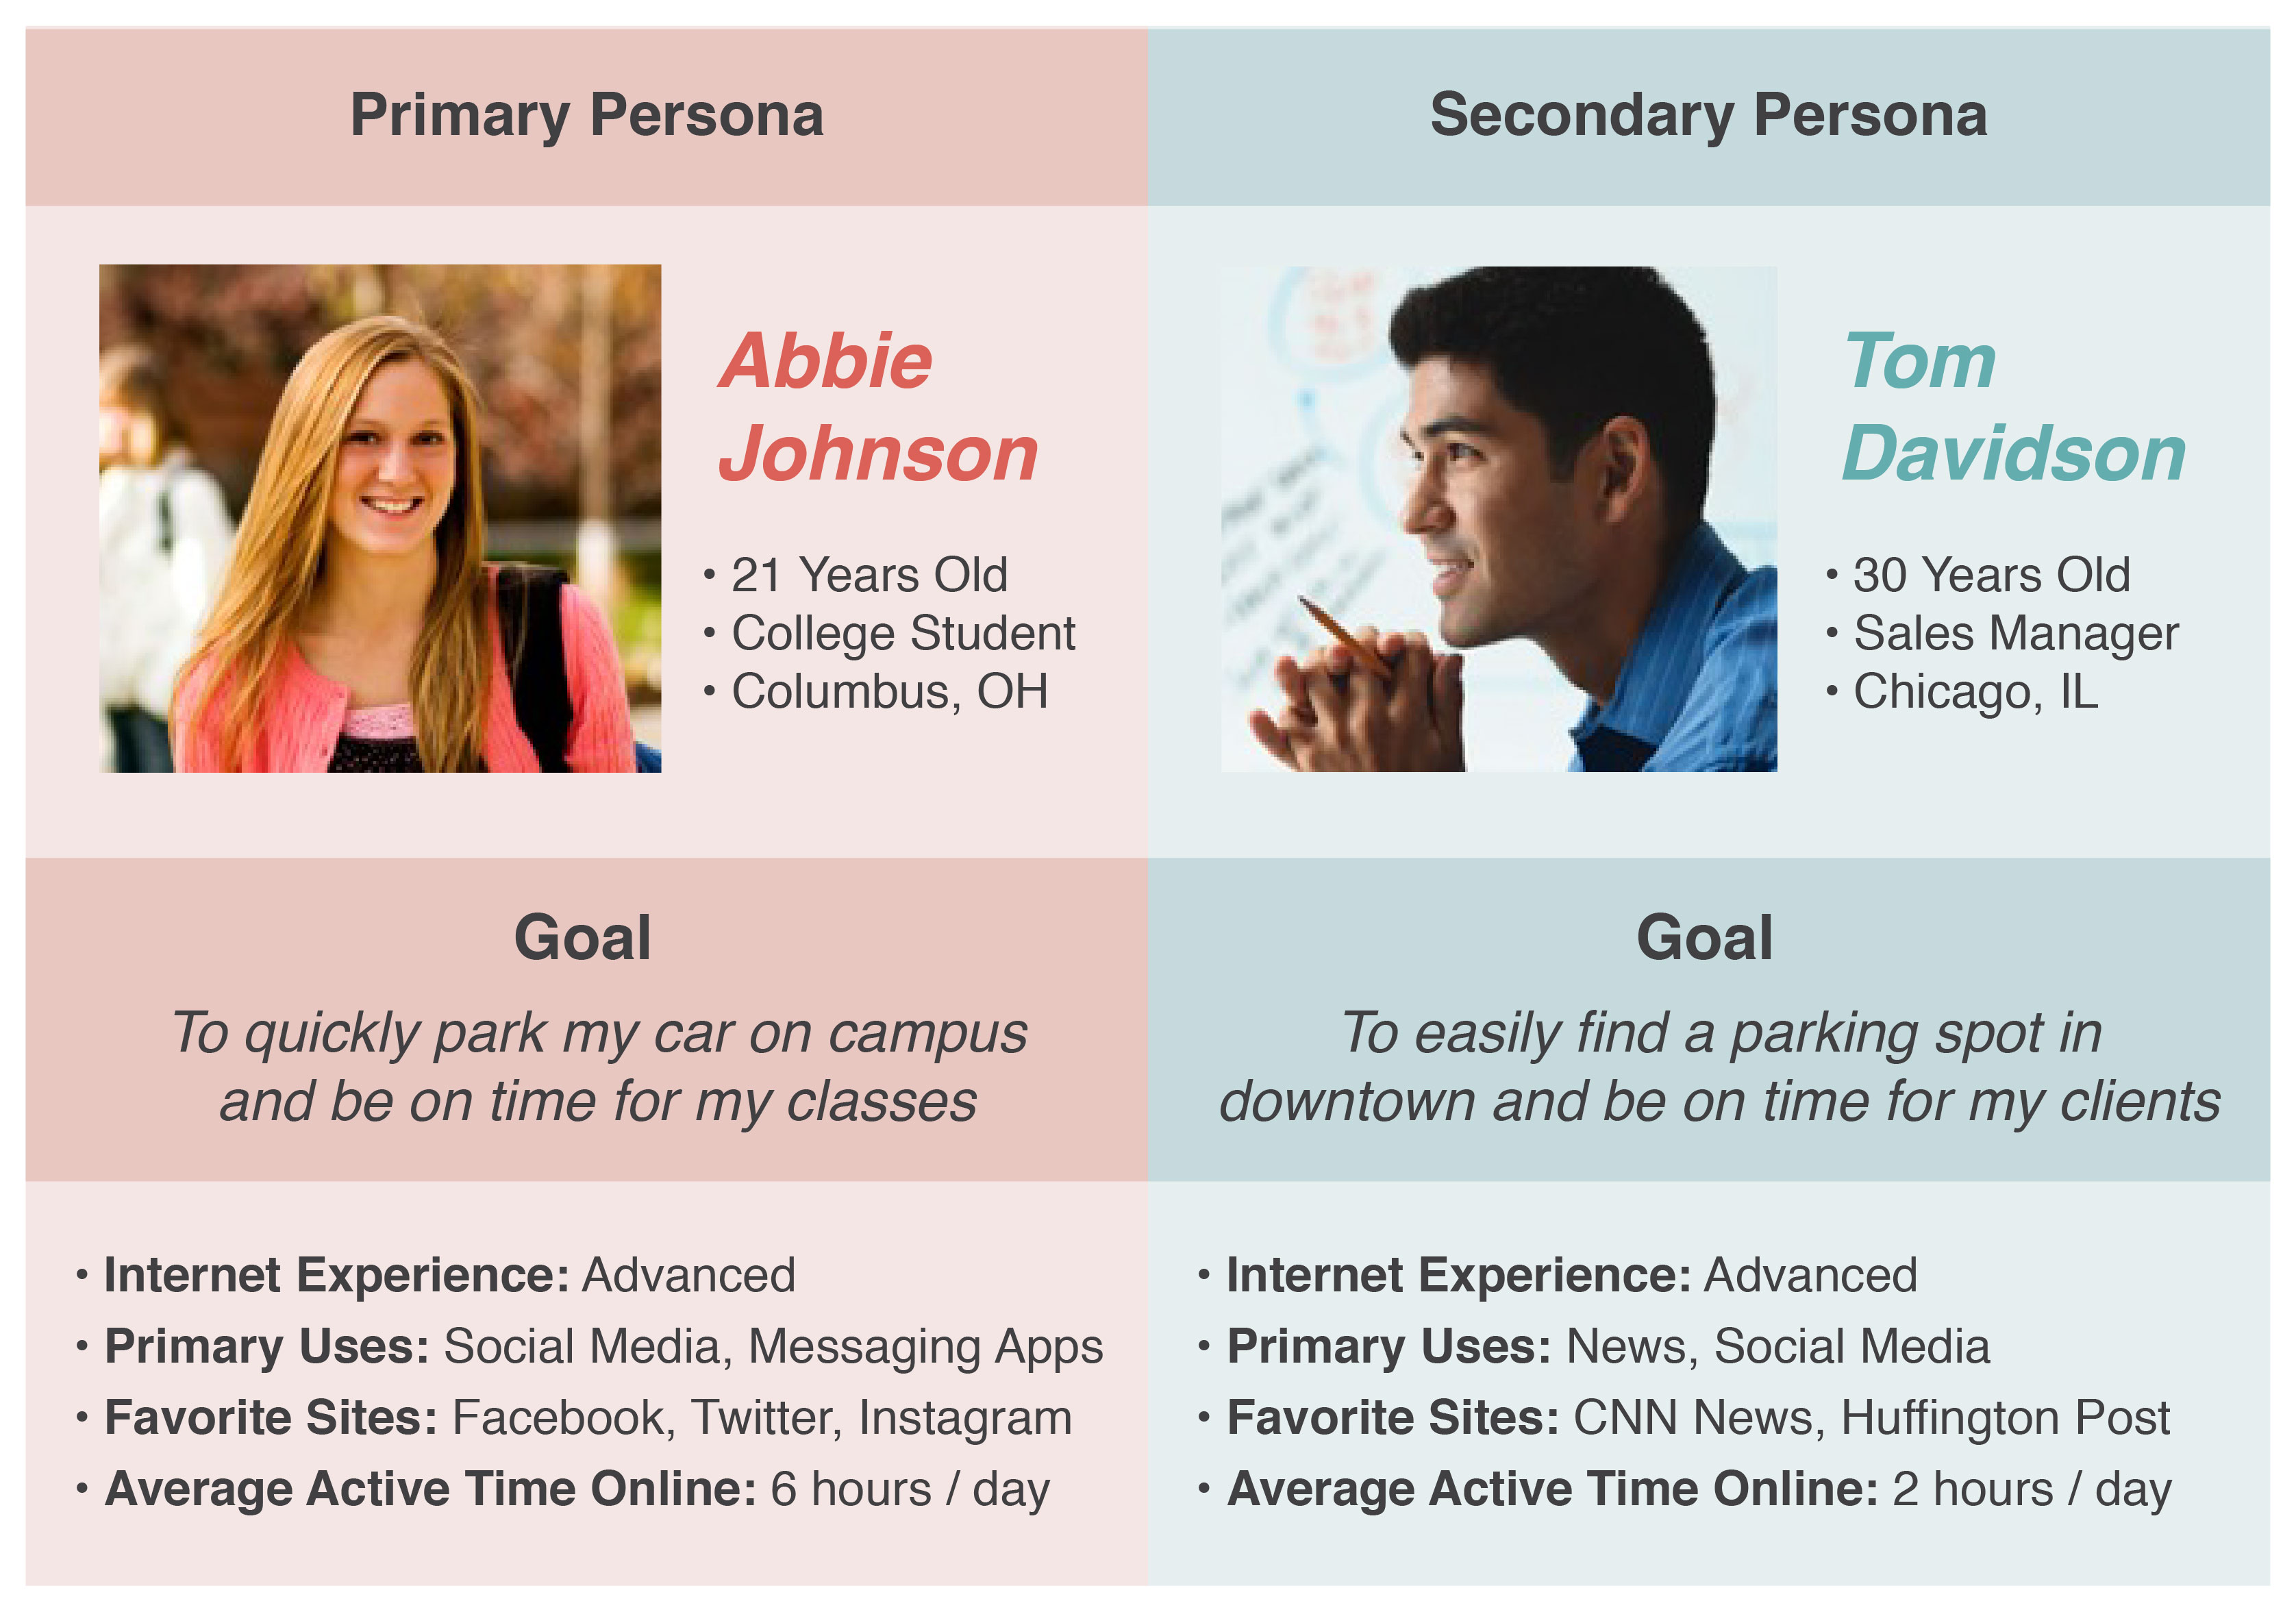 Primary Persona
Abbie
Johnson
• 21 Years Old
• College Student
• Columbus, OH
Goal
To quickly park my car on campus
and be on time for my classes
• Internet Experience: Advanced
• Primary Uses: Social Media, Messaging Apps
• Favorite Sites: Facebook, Twitter, Instagram
• Average Active Time Online: 6 hours / day
Secondary Persona
Tom
Davidson
• 30 Years Old
• Sales Manager
• Chicago, IL
Goal
To easily find a parking spot in
downtown and be on time for my clients
• Internet Experience: Advanced
• Primary Uses: News, Social Media
• Favorite Sites: CNN News, Huffington Post
• Average Active Time Online: 2 hours / day